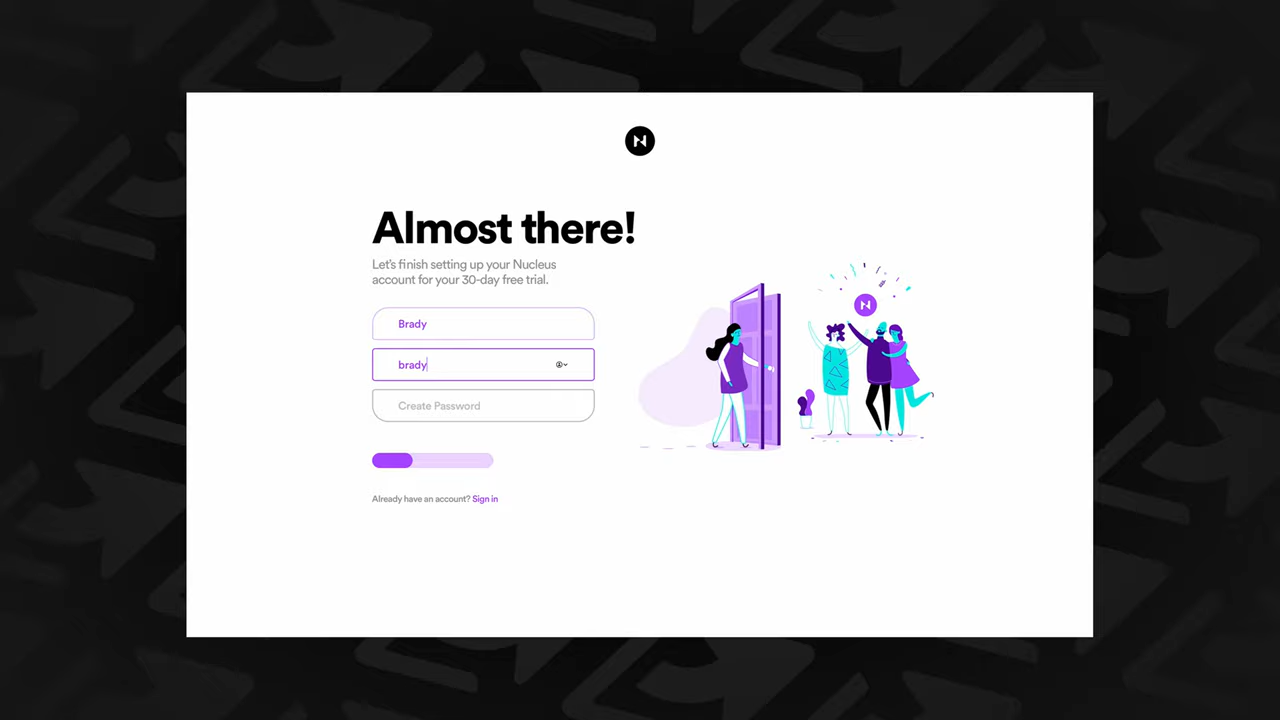 N
Almost there!
Let's finish setting up your Nucleus
account for your 30-day free trial.
Brady
brady
Create Password
Already have an account? Sign in
N